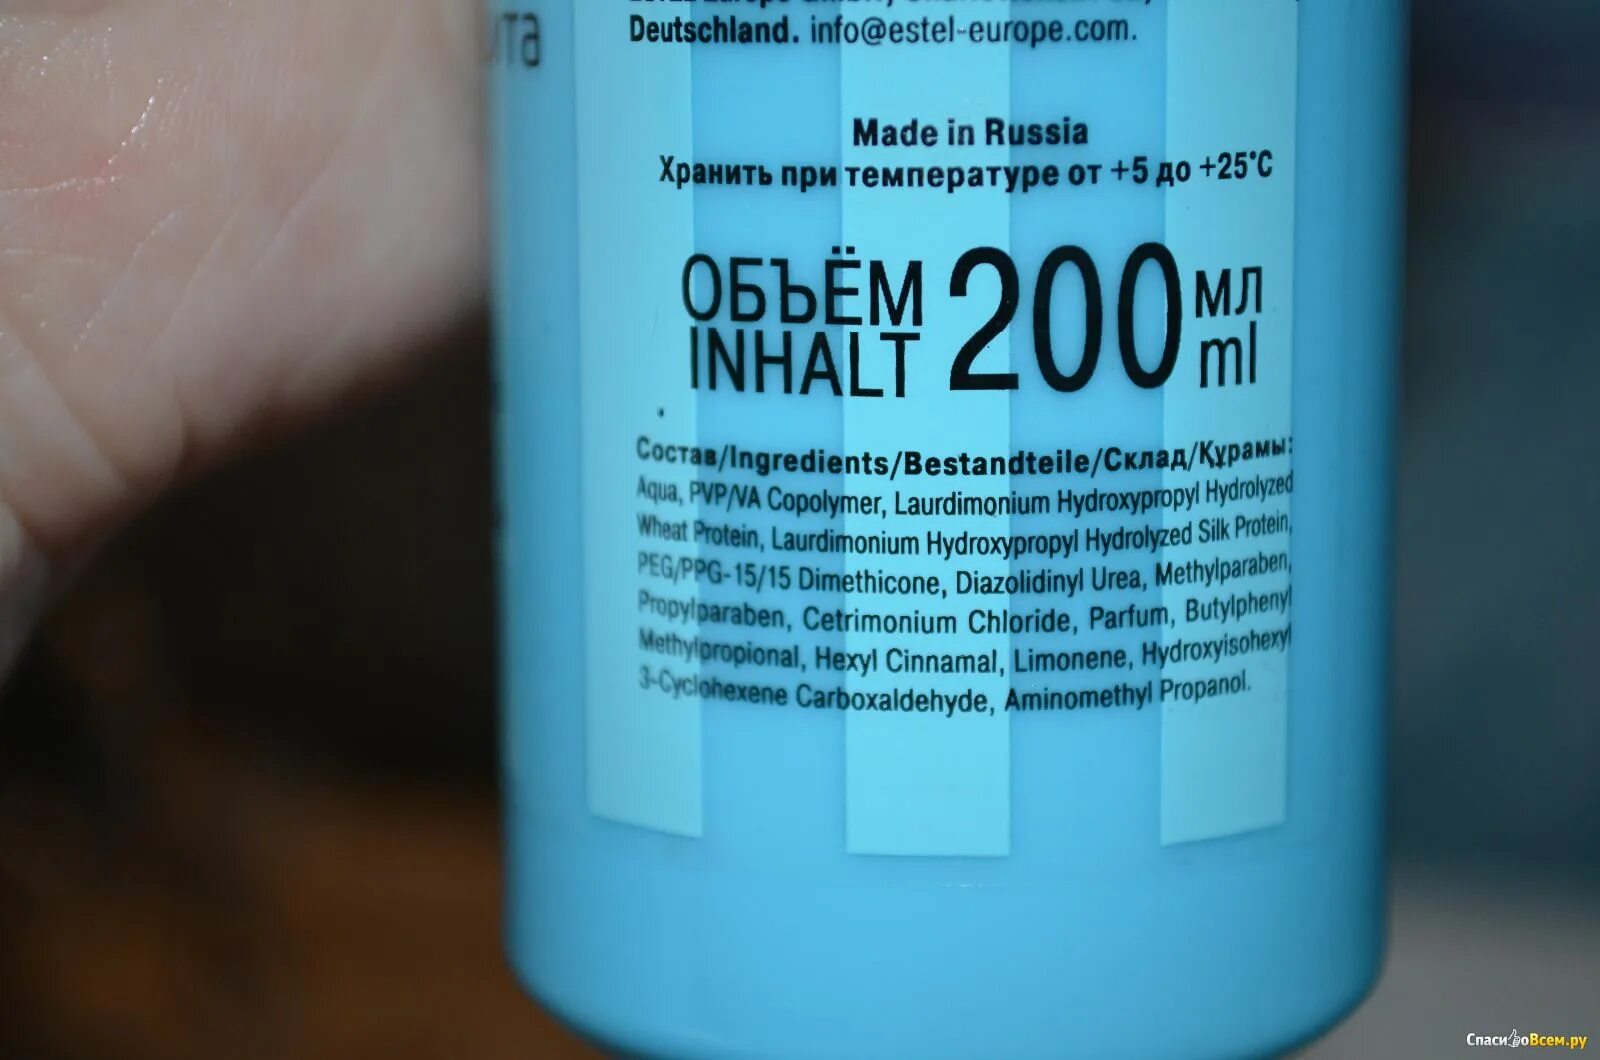 ита
Deutschland. info@estel-europe.com.
Made in Russia
Хранить при температуре от +5 до +25°C
ОБЪЁМ 200 мл
INHALT ml
Состав/Ingredients/Bestandteile/Склад/Құрамы:
Aqua, PVP/VA Copolymer, Laurdimonium Hydroxypropyl Hydrolyzed
Wheat Protein, Laurdimonium Hydroxypropyl Hydrolyzed Silk Protein,
PEG/PPG-15/15 Dimethicone, Diazolidinyl Urea, Methylparaben,
Propylparaben, Cetrimonium Chloride, Parfum, Butylphenyl
Methylpropional, Hexyl Cinnamal, Limonene, Hydroxyisohexyl
3-Cyclohexene Carboxaldehyde, Aminomethyl Propanol.
СпасибоВсем.ру